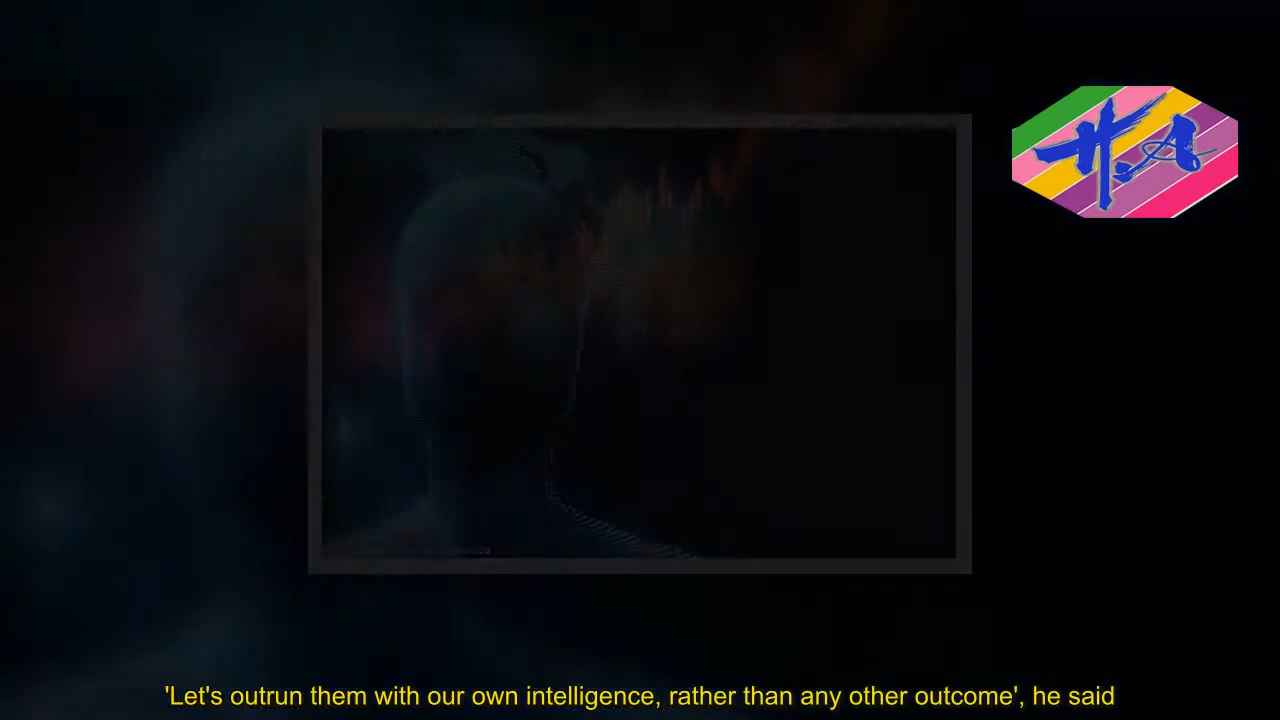 H.A
'Let's outrun them with our own intelligence, rather than any other outcome', he said